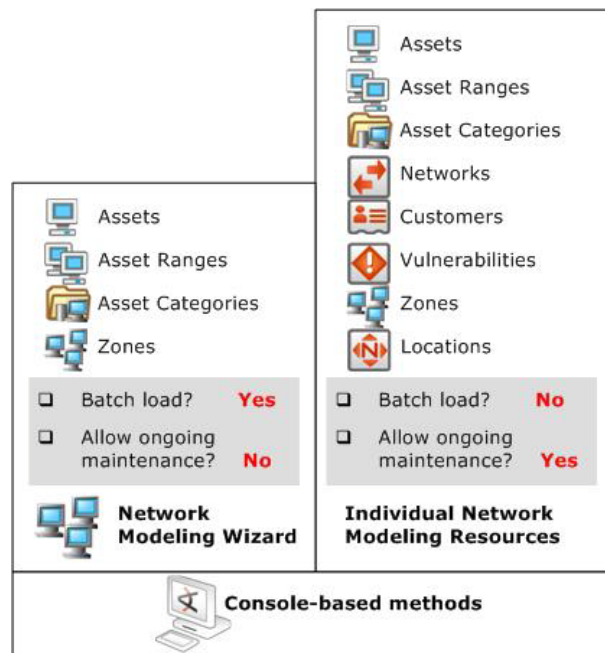 Assets
Asset Ranges
Asset Categories
Zones
Batch load? Yes
Allow ongoing
maintenance? No
Network
Modeling Wizard
Assets
Asset Ranges
Asset Categories
Networks
Customers
Vulnerabilities
Zones
Locations
Batch load? No
Allow ongoing
maintenance? Yes
Individual Network
Modeling Resources
Console-based methods